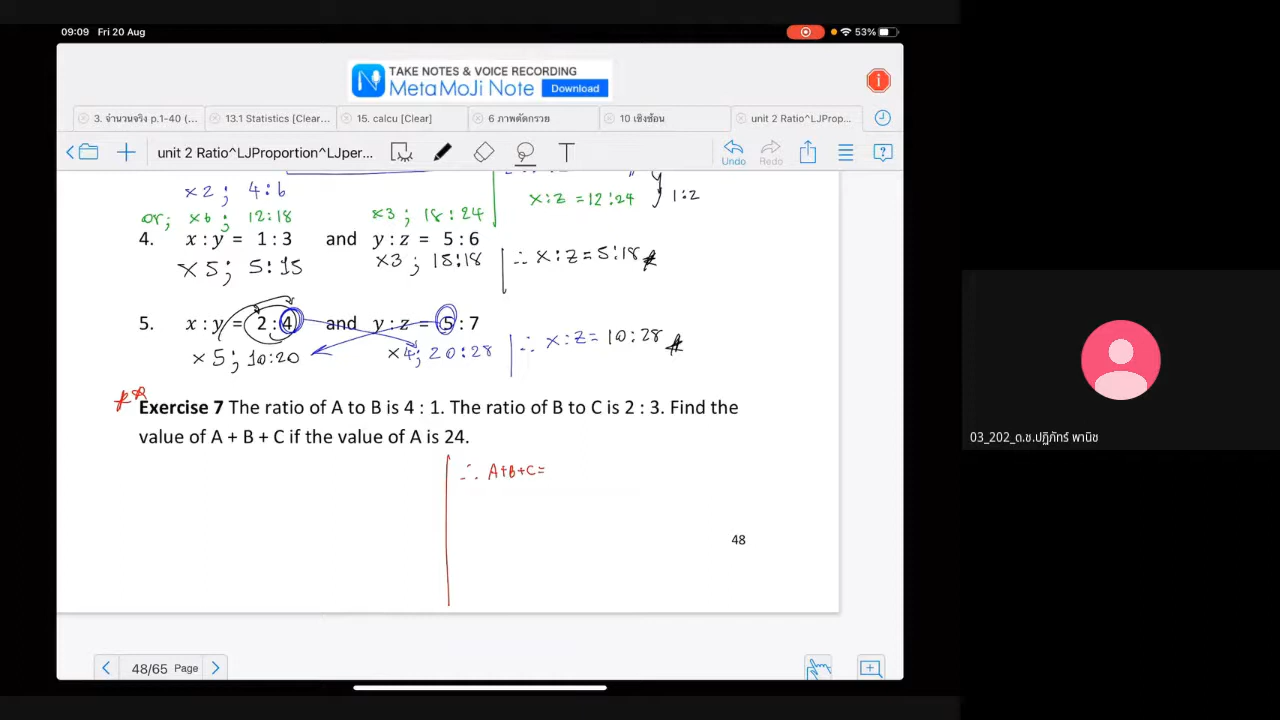 09:09 Fri 20 Aug
53%
TAKE NOTES & VOICE RECORDING
MetaMoJi Note Download
3. จำนวนจริง p.1-40 (...
13.1 Statistics [Clear...
15. calcu [Clear]
6 ภาพตัดกรวย
10 เชิงซ้อน
unit 2 Ratio^LJProp...
unit 2 Ratio^LJProportion^LJper...
T
Undo
Redo
×2 ; 4:6
x:z = 12:24
1:2
or; ×6 ; 12:18 ×3 ; 18:24
4. x : y = 1 : 3 and y : z = 5 : 6
×5 ; 5:15 ×3 ; 15:18 ∴ x:z = 5:18
5. x : y = 2 : 4 and y : z = 5 : 7
×5 ; 10:20 ×4; 20:28 ∴ x:z = 10:28
Exercise 7 The ratio of A to B is 4 : 1. The ratio of B to C is 2 : 3. Find the
value of A + B + C if the value of A is 24.
∴ A+B+C=
48
48/65 Page
03_202_ด.ช.ปฏิภัทร์ พานิช